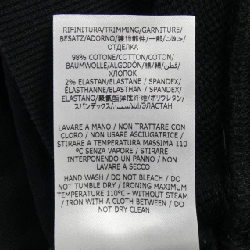 RIFINITURA/TRIMMING/GARNITURE/
BESATZ/ADORNO/
ОТДЕЛКА
98% COTONE/COTTON/COTON/
BAUMWOLLE/ALGODÓN/棉/
ХЛОПОК
2% ELASTAN/ELASTANE / SPANDEX/
ÉLASTHANNE/ELASTHAN / SPANDEX/
ELASTANO/
ЭЛАСТАН
LAVARE A MANO / NON TRATTARE CON
CLORO / NON USARE ASCIUGATRICE /
STIRARE A TEMPERATURA MASSIMA 110
°C SENZA VAPORE / STIRARE
INTERPONENDO UN PANNO / NON
LAVARE A SECCO
HAND WASH / DO NOT BLEACH / DO
NOT TUMBLE DRY / IRONING MAXIMUM
TEMPERATURE 110°C - WITHOUT STEAM
/ IRON WITH A CLOTH BETWEEN / DO
NOT DRY CLEAN